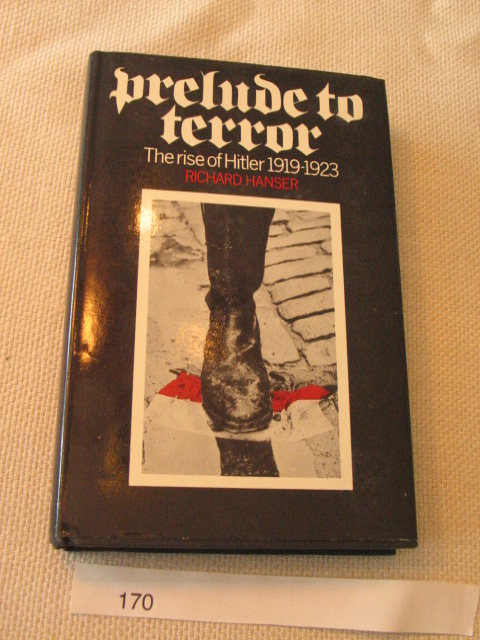 prelude to
terror
The rise of Hitler 1919-1923
RICHARD HANSER
170